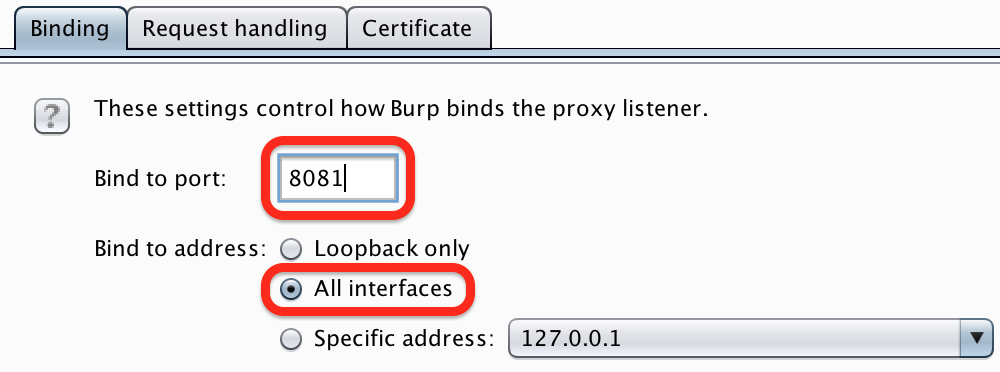 Binding Request handling Certificate
? These settings control how Burp binds the proxy listener.
Bind to port: 8081
Bind to address: Loopback only
All interfaces
Specific address: 127.0.0.1